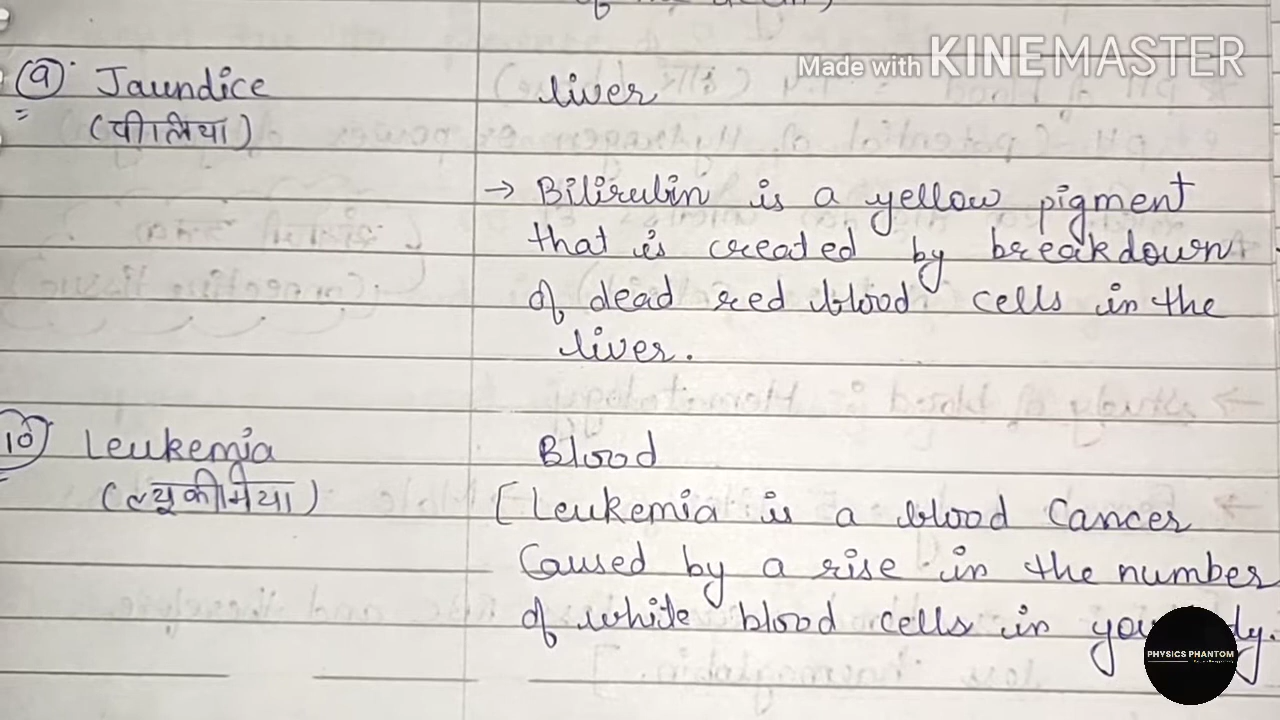 Made with KINEMASTER
9 Jaundice liver
(पीलिया)
→ Bilirubin is a yellow pigment
that is created by breakdown
of dead red blood cells in the
liver.
10 Leukemia Blood
(ल्यूकीमिया)
[Leukemia is a blood Cancer
Caused by a rise in the number
of white blood cells in
PHYSICS PHANTOM